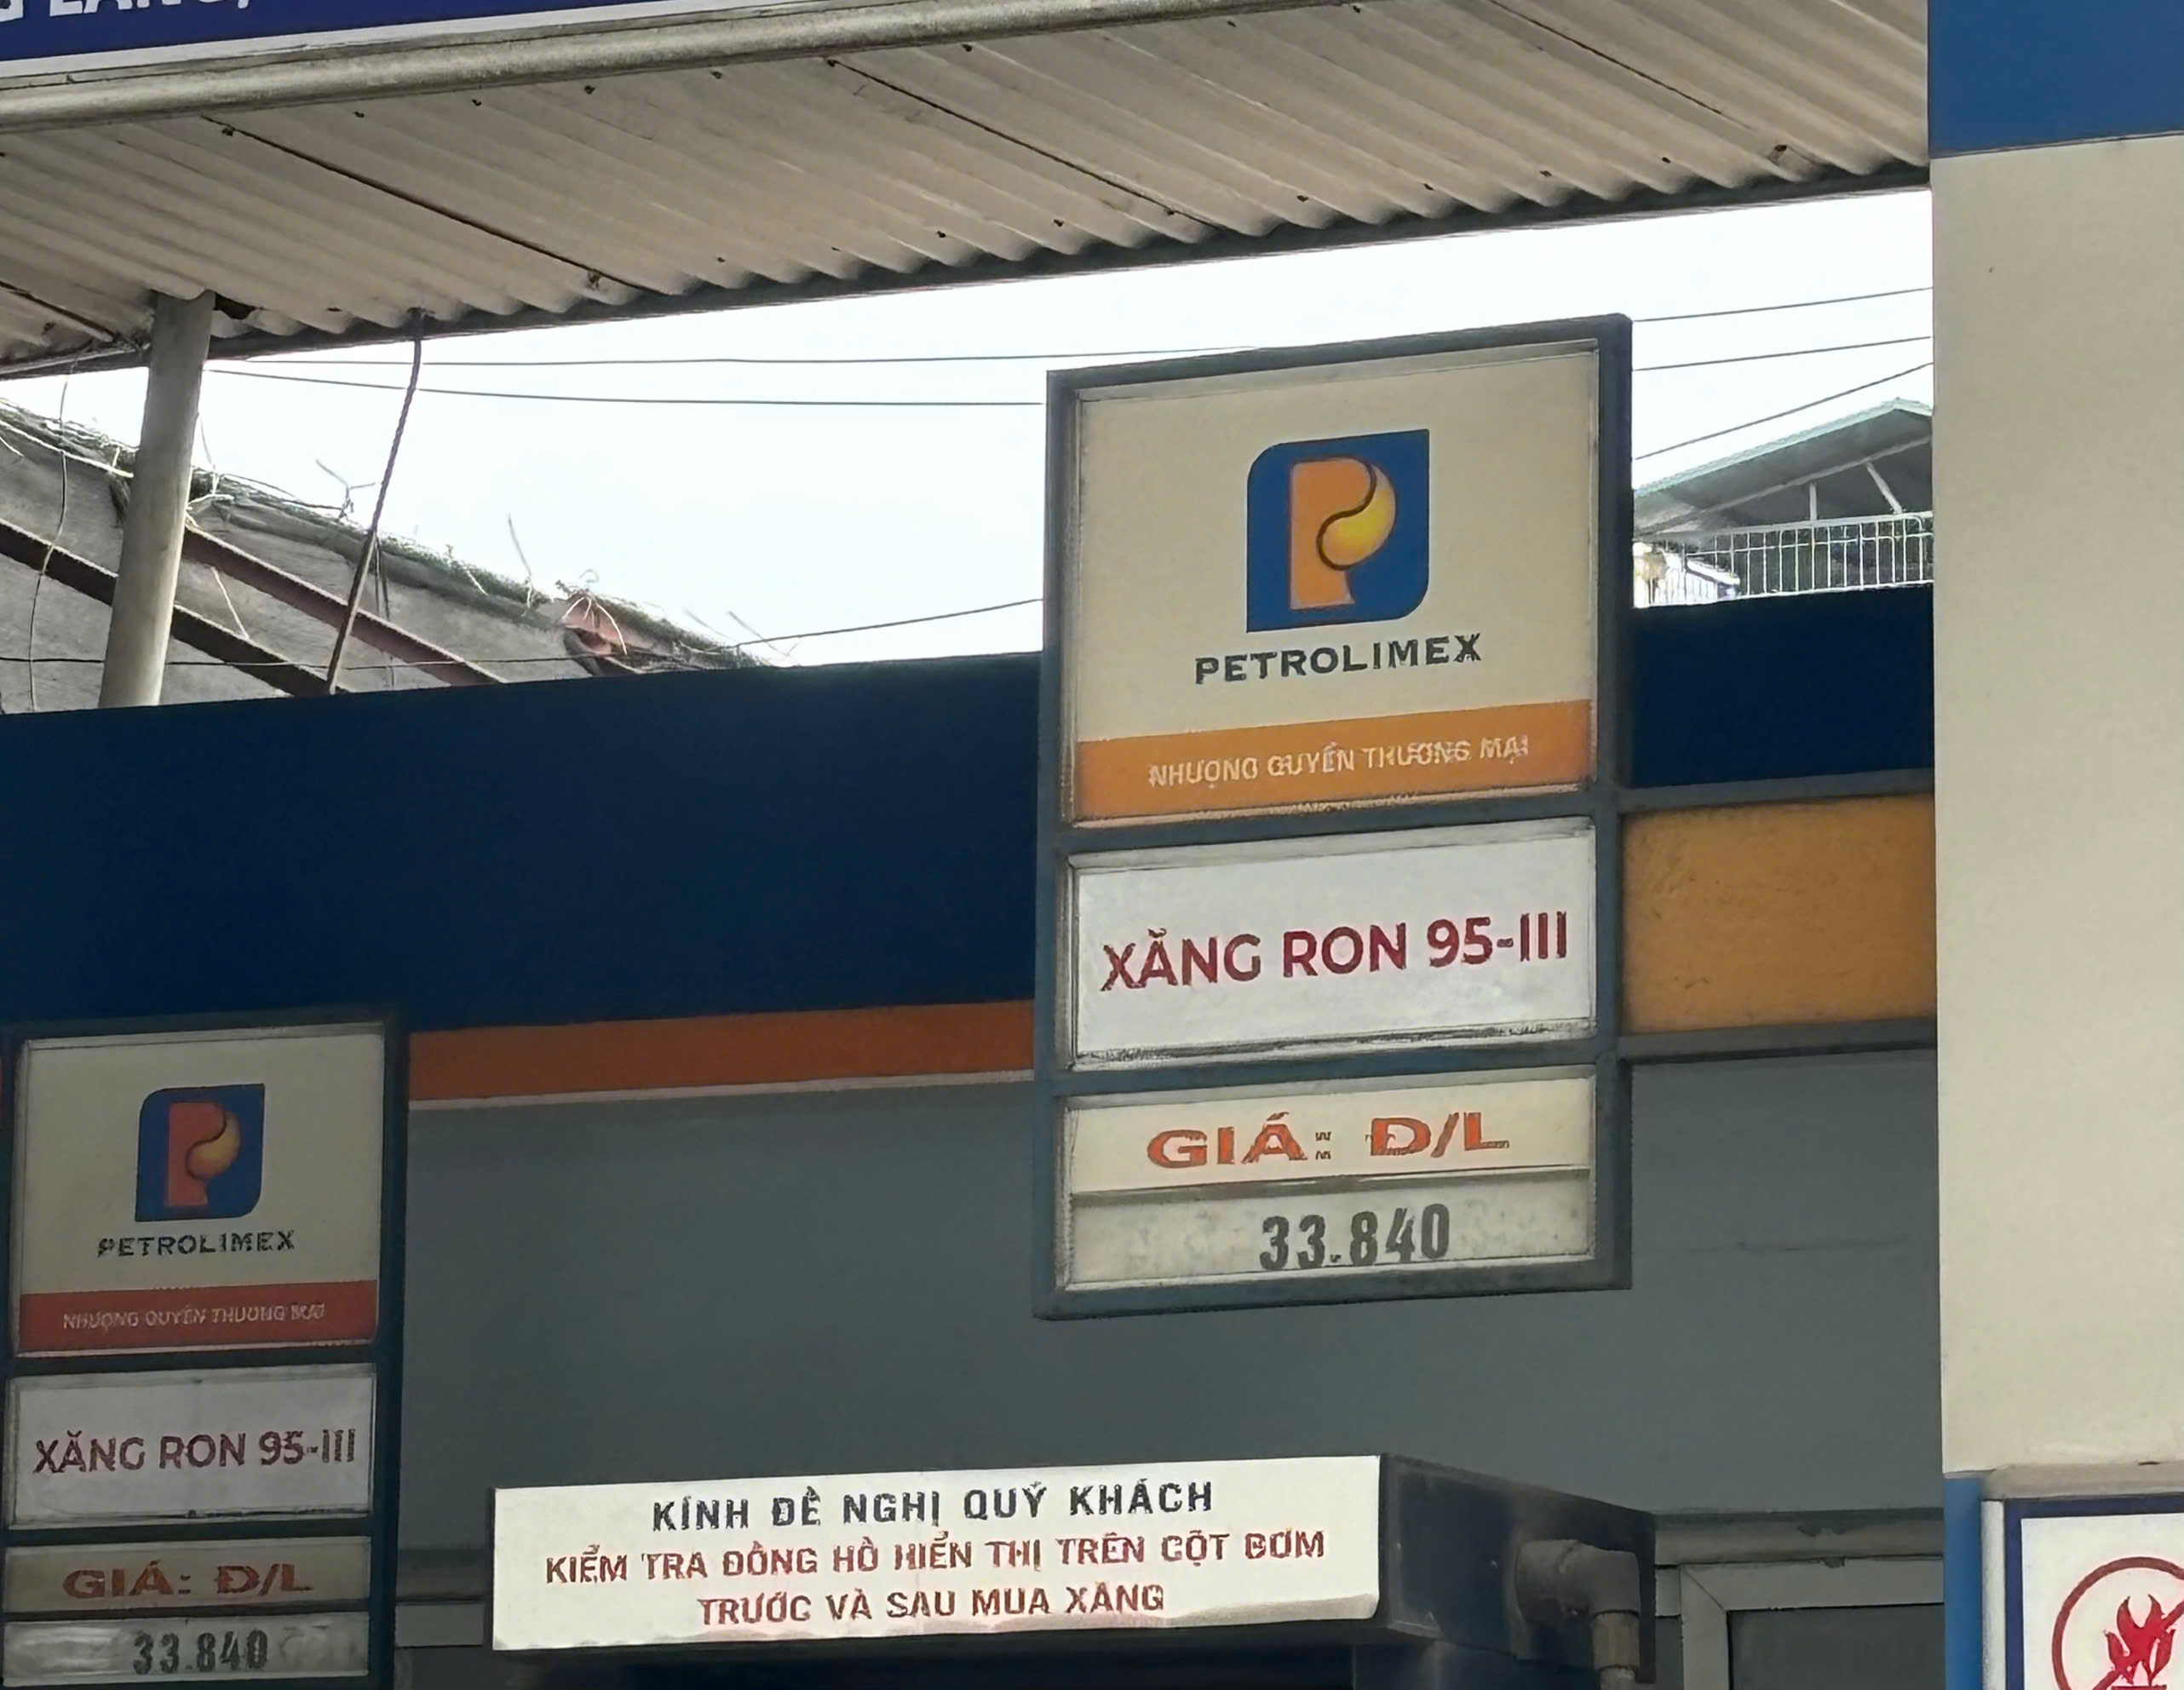 PETROLIMEX
NHƯỢNG QUYỀN THƯƠNG MẠI
XĂNG RON 95-III
GIÁ: Đ/L
33.840
PETROLIMEX
NHƯỢNG QUYỀN THƯƠNG MẠI
XĂNG RON 95-III
GIÁ: Đ/L
33.840
KÍNH ĐỀ NGHỊ QUÝ KHÁCH
KIỂM TRA ĐỒNG HỒ HIỂN THỊ TRÊN CỘT BƠM
TRƯỚC VÀ SAU MUA XĂNG